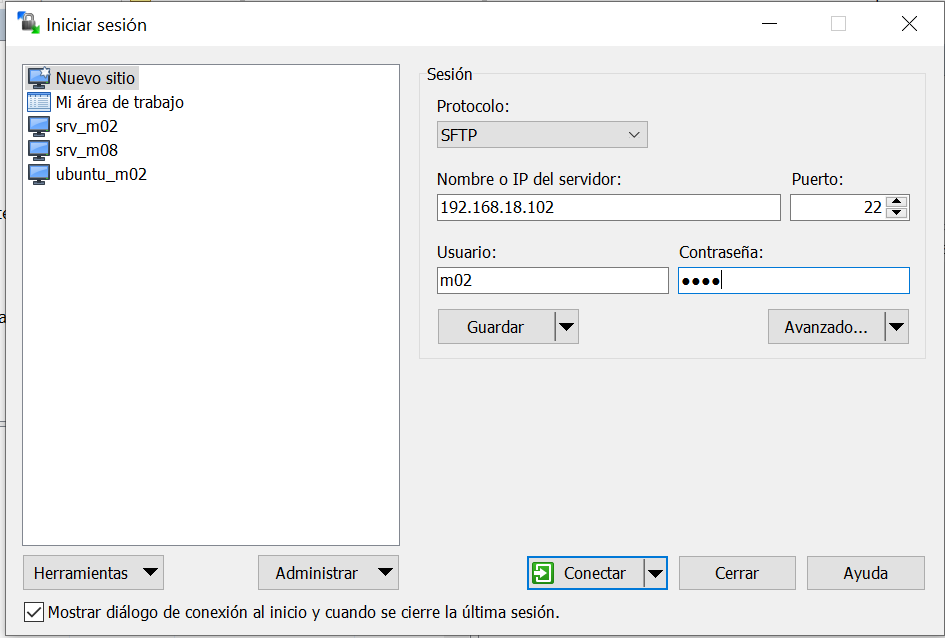 Iniciar sesión
Nuevo sitio
Mi área de trabajo
srv_m02
srv_m08
ubuntu_m02
Sesión
Protocolo:
SFTP
Nombre o IP del servidor: Puerto:
192.168.18.102 22
Usuario: Contraseña:
m02 ●●●●
Guardar Avanzado...
Herramientas Administrar Conectar Cerrar Ayuda
Mostrar diálogo de conexión al inicio y cuando se cierre la última sesión.